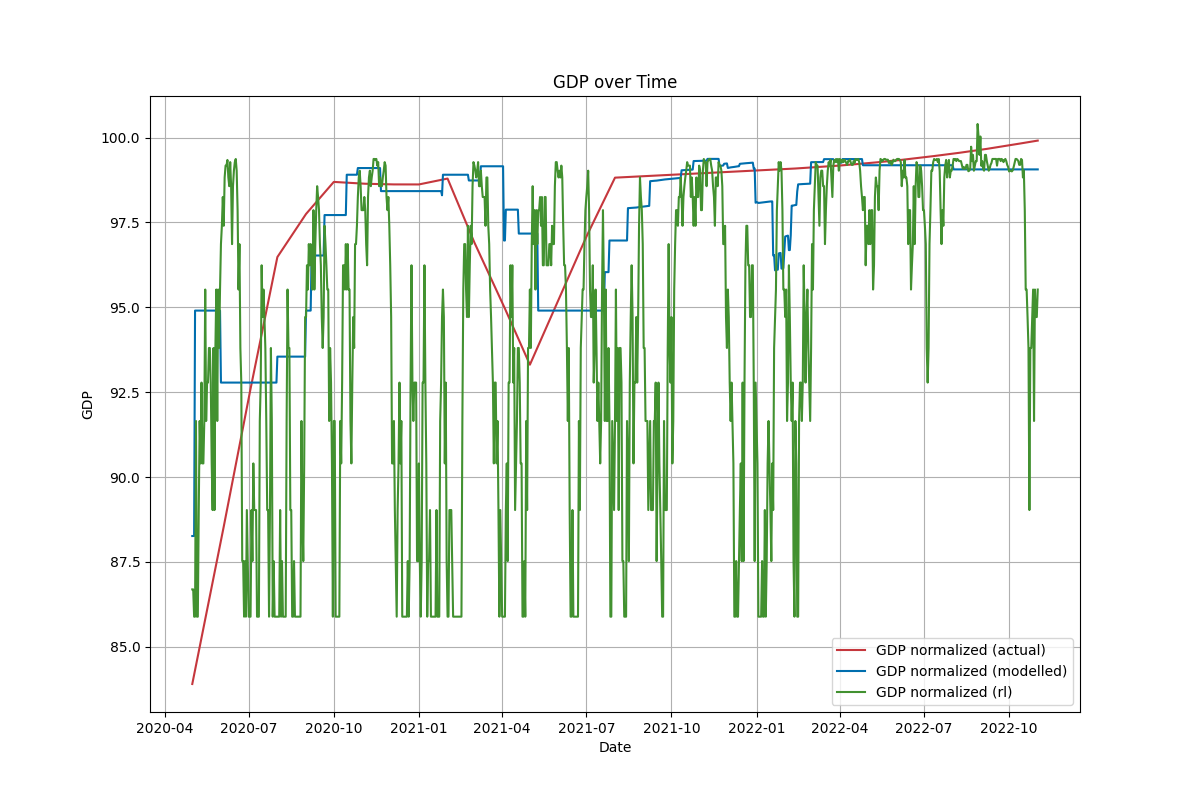 GDP over Time
GDP
100.0
97.5
95.0
92.5
90.0
87.5
85.0
GDP normalized (actual)
GDP normalized (modelled)
GDP normalized (rl)
2020-04 2020-07 2020-10 2021-01 2021-04 2021-07 2021-10 2022-01 2022-04 2022-07 2022-10
Date